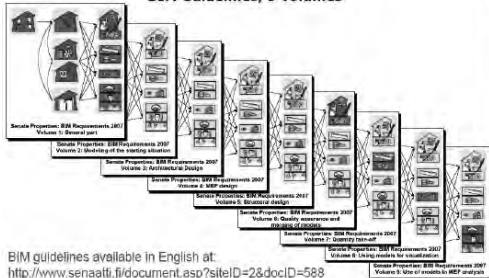 BIM Guidelines, 9 Volumes
Senate Properties: BIM Requirements 2007
Volume 1: General part
Senate Properties: BIM Requirements 2007
Volume 2: Modeling of the starting situation
Senate Properties: BIM Requirements 2007
Volume 3: Architectural Design
Senate Properties: BIM Requirements 2007
Volume 4: MEP design
Senate Properties: BIM Requirements 2007
Volume 5: Structural design
Senate Properties: BIM Requirements 2007
Volume 6: Quality assurance and
merging of models
Senate Properties: BIM Requirements 2007
Volume 7: Quantity take-off
Senate Properties: BIM Requirements 2007
Volume 8: Using models for visualization
Senate Properties: BIM Requirements 2007
Volume 9: Use of models in MEP analyses
BIM guidelines available in English at:
http://www.senaatti.fi/document.asp?siteID=2&docID=588